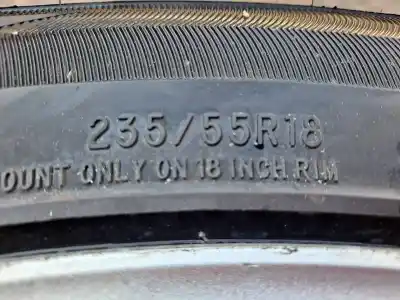 235/55R18
OUNT ONLY ON 18 INCH RIM